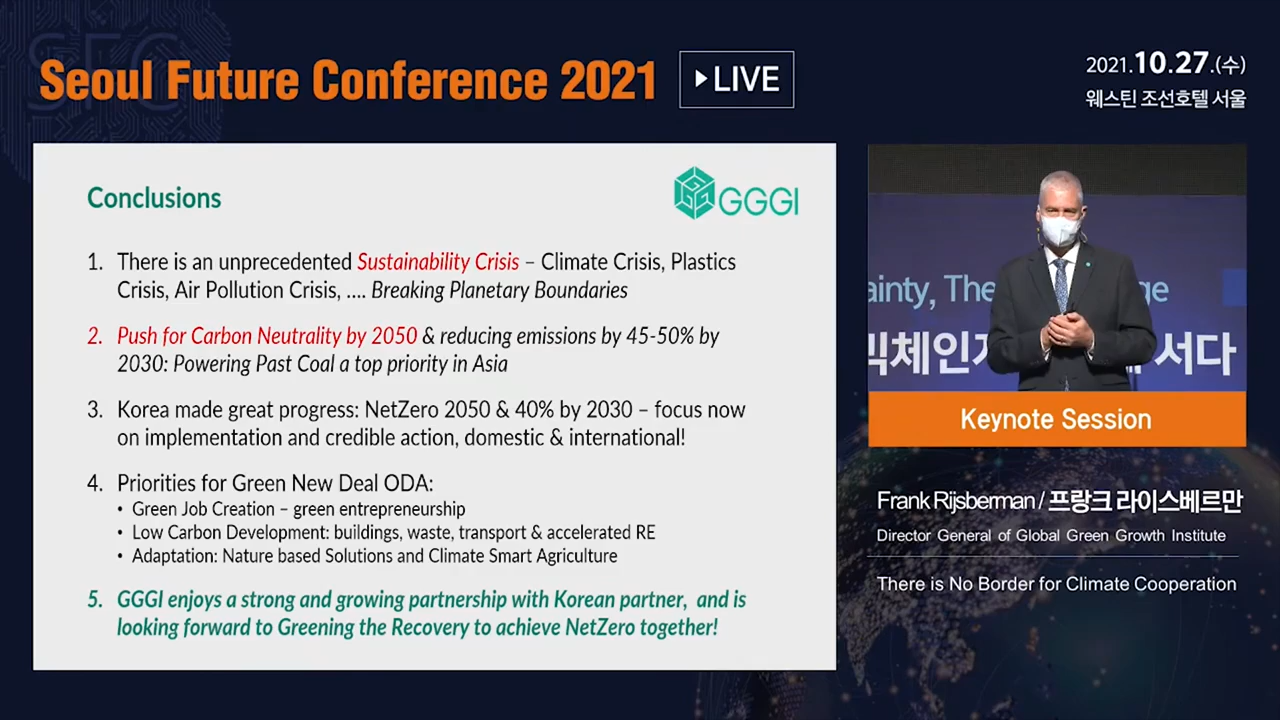 SFC
Seoul Future Conference 2021
LIVE
2021.10.27.(수)
웨스틴 조선호텔 서울
Conclusions
GGGI
1. There is an unprecedented Sustainability Crisis – Climate Crisis, Plastics
Crisis, Air Pollution Crisis, .... Breaking Planetary Boundaries
2. Push for Carbon Neutrality by 2050 & reducing emissions by 45-50% by
2030: Powering Past Coal a top priority in Asia
3. Korea made great progress: NetZero 2050 & 40% by 2030 – focus now
on implementation and credible action, domestic & international!
4. Priorities for Green New Deal ODA:
• Green Job Creation – green entrepreneurship
• Low Carbon Development: buildings, waste, transport & accelerated RE
• Adaptation: Nature based Solutions and Climate Smart Agriculture
5. GGGI enjoys a strong and growing partnership with Korean partner, and is
looking forward to Greening the Recovery to achieve NetZero together!
서다
Keynote Session
Frank Rijsberman / 프랑크 라이스베르만
Director General of Global Green Growth Institute
There is No Border for Climate Cooperation